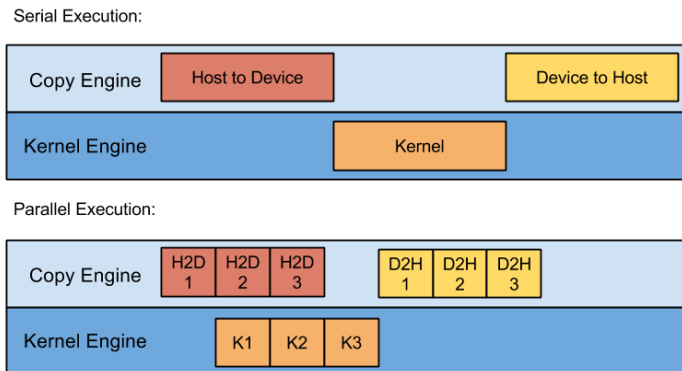 Serial Execution:
Copy Engine
Host to Device
Device to Host
Kernel Engine
Kernel
Parallel Execution:
Copy Engine
H2D
1
H2D
2
H2D
3
D2H
1
D2H
2
D2H
3
Kernel Engine
K1
K2
K3